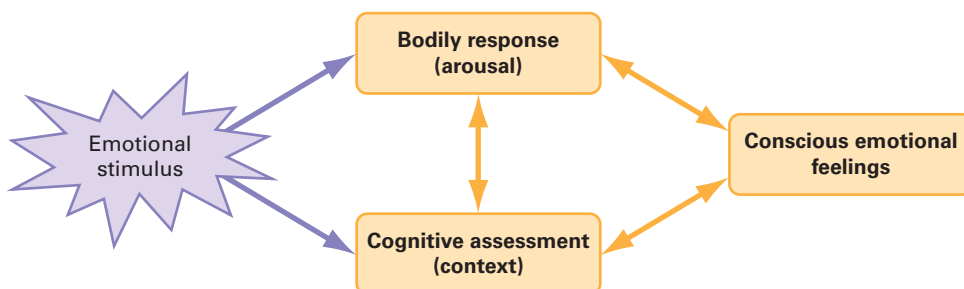 Bodily response
(arousal)
Emotional
stimulus
Conscious emotional
feelings
Cognitive assessment
(context)